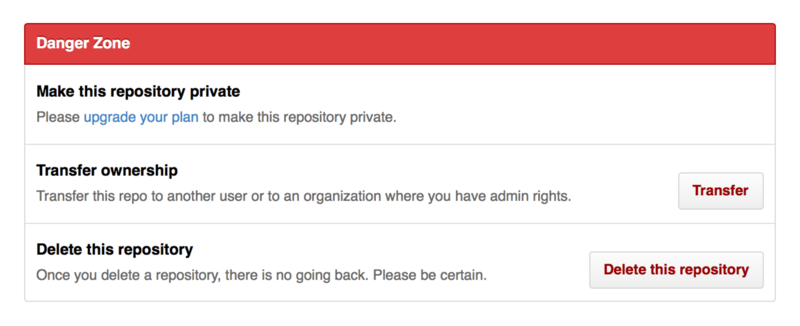 Danger Zone
Make this repository private
Please upgrade your plan to make this repository private.
Transfer ownership
Transfer this repo to another user or to an organization where you have admin rights.
Transfer
Delete this repository
Once you delete a repository, there is no going back. Please be certain.
Delete this repository